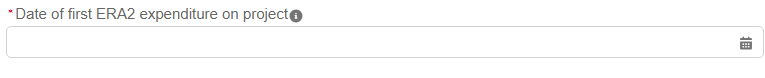 * Date of first ERA2 expenditure on project